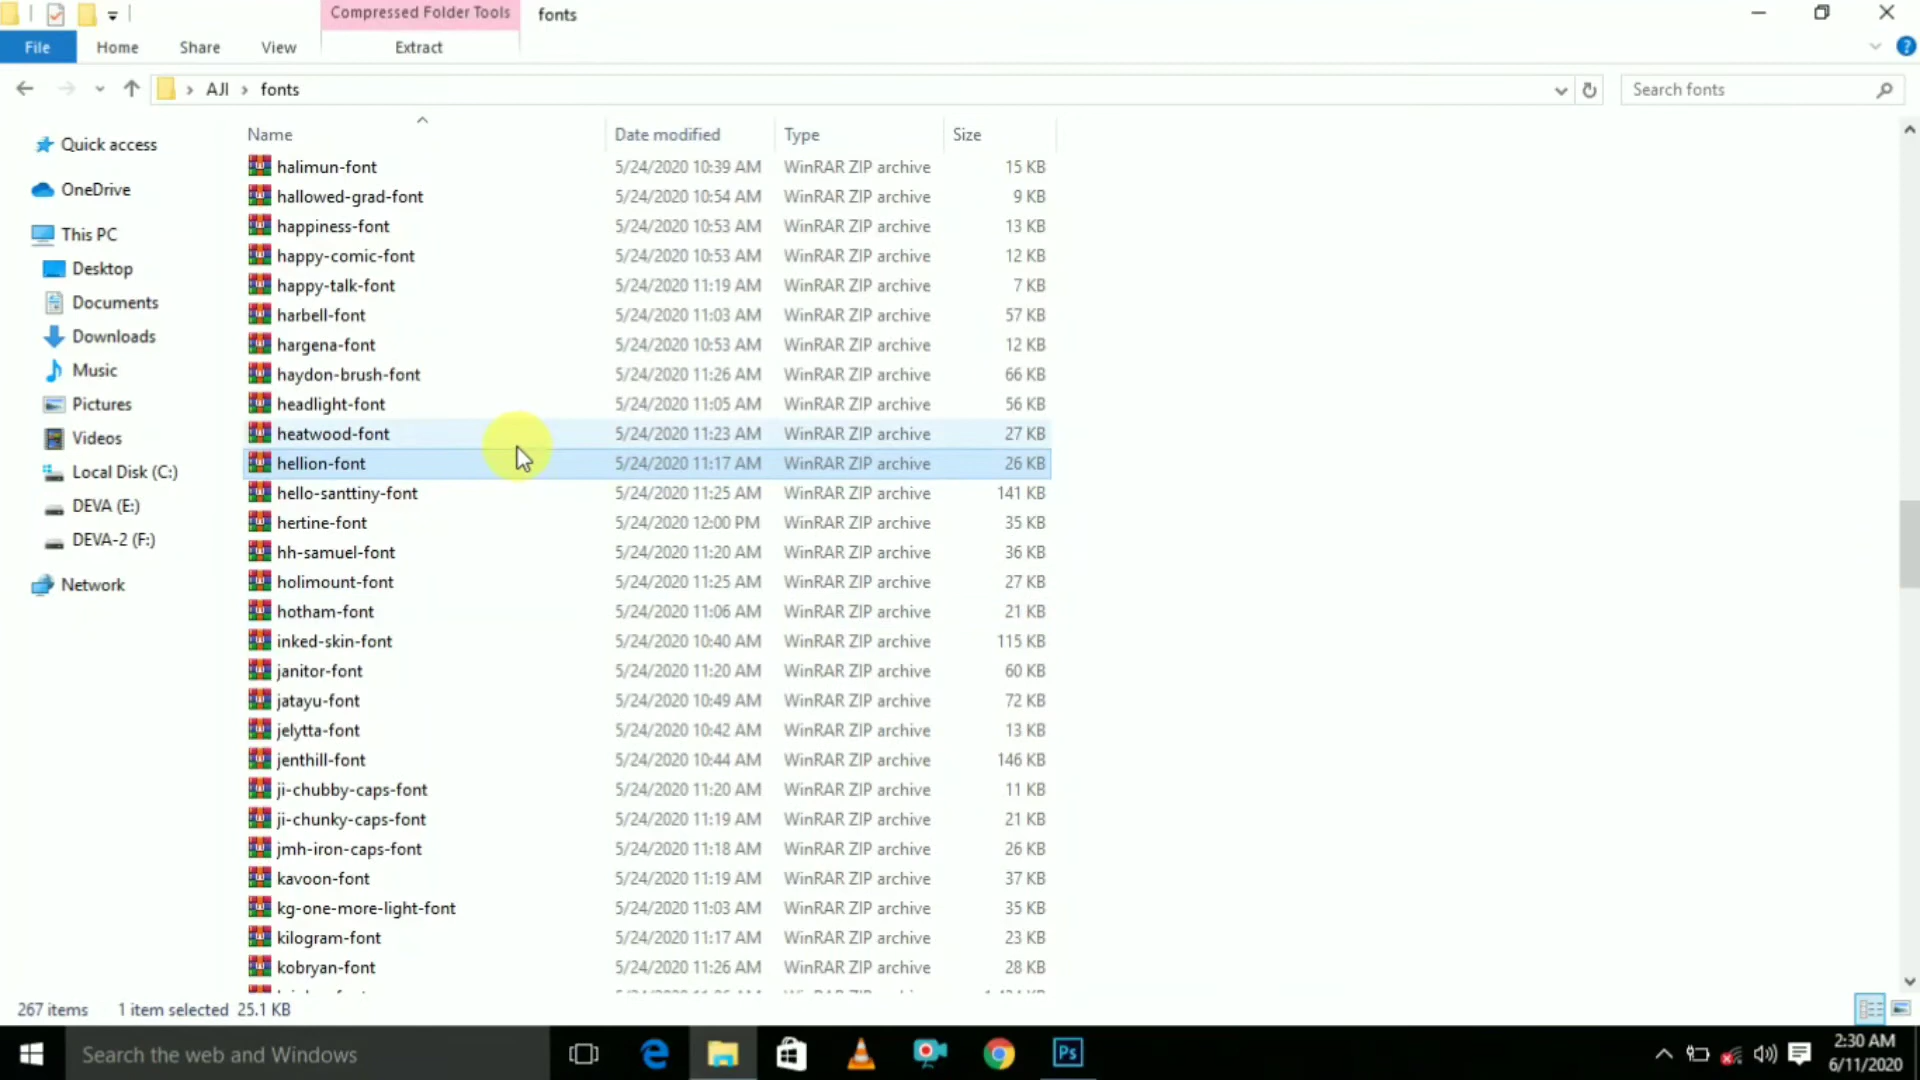 Compressed Folder Tools
fonts
File
Home
Share
View
Extract
AJI
fonts
Search fonts
Quick access
OneDrive
This PC
Desktop
Documents
Downloads
Music
Pictures
Videos
Local Disk (C:)
DEVA (E:)
DEVA-2 (F:)
Network
Name Date modified Type Size
halimun-font 5/24/2020 10:39 AM WinRAR ZIP archive 15 KB
hallowed-grad-font 5/24/2020 10:54 AM WinRAR ZIP archive 9 KB
happiness-font 5/24/2020 10:53 AM WinRAR ZIP archive 13 KB
happy-comic-font 5/24/2020 10:53 AM WinRAR ZIP archive 12 KB
happy-talk-font 5/24/2020 11:19 AM WinRAR ZIP archive 7 KB
harbell-font 5/24/2020 11:03 AM WinRAR ZIP archive 57 KB
hargena-font 5/24/2020 10:53 AM WinRAR ZIP archive 12 KB
haydon-brush-font 5/24/2020 11:26 AM WinRAR ZIP archive 66 KB
headlight-font 5/24/2020 11:05 AM WinRAR ZIP archive 56 KB
heatwood-font 5/24/2020 11:23 AM WinRAR ZIP archive 27 KB
hellion-font 5/24/2020 11:17 AM WinRAR ZIP archive 26 KB
hello-santtiny-font 5/24/2020 11:25 AM WinRAR ZIP archive 141 KB
hertine-font 5/24/2020 12:00 PM WinRAR ZIP archive 35 KB
hh-samuel-font 5/24/2020 11:20 AM WinRAR ZIP archive 36 KB
holimount-font 5/24/2020 11:25 AM WinRAR ZIP archive 27 KB
hotham-font 5/24/2020 11:06 AM WinRAR ZIP archive 21 KB
inked-skin-font 5/24/2020 10:40 AM WinRAR ZIP archive 115 KB
janitor-font 5/24/2020 11:20 AM WinRAR ZIP archive 60 KB
jatayu-font 5/24/2020 10:49 AM WinRAR ZIP archive 72 KB
jelytta-font 5/24/2020 10:42 AM WinRAR ZIP archive 13 KB
jenthill-font 5/24/2020 10:44 AM WinRAR ZIP archive 146 KB
ji-chubby-caps-font 5/24/2020 11:20 AM WinRAR ZIP archive 11 KB
ji-chunky-caps-font 5/24/2020 11:19 AM WinRAR ZIP archive 21 KB
jmh-iron-caps-font 5/24/2020 11:18 AM WinRAR ZIP archive 26 KB
kavoon-font 5/24/2020 11:19 AM WinRAR ZIP archive 37 KB
kg-one-more-light-font 5/24/2020 11:03 AM WinRAR ZIP archive 35 KB
kilogram-font 5/24/2020 11:17 AM WinRAR ZIP archive 23 KB
kobryan-font 5/24/2020 11:26 AM WinRAR ZIP archive 28 KB
267 items 1 item selected 25.1 KB
Search the web and Windows
Ps
2:30 AM
6/11/2020